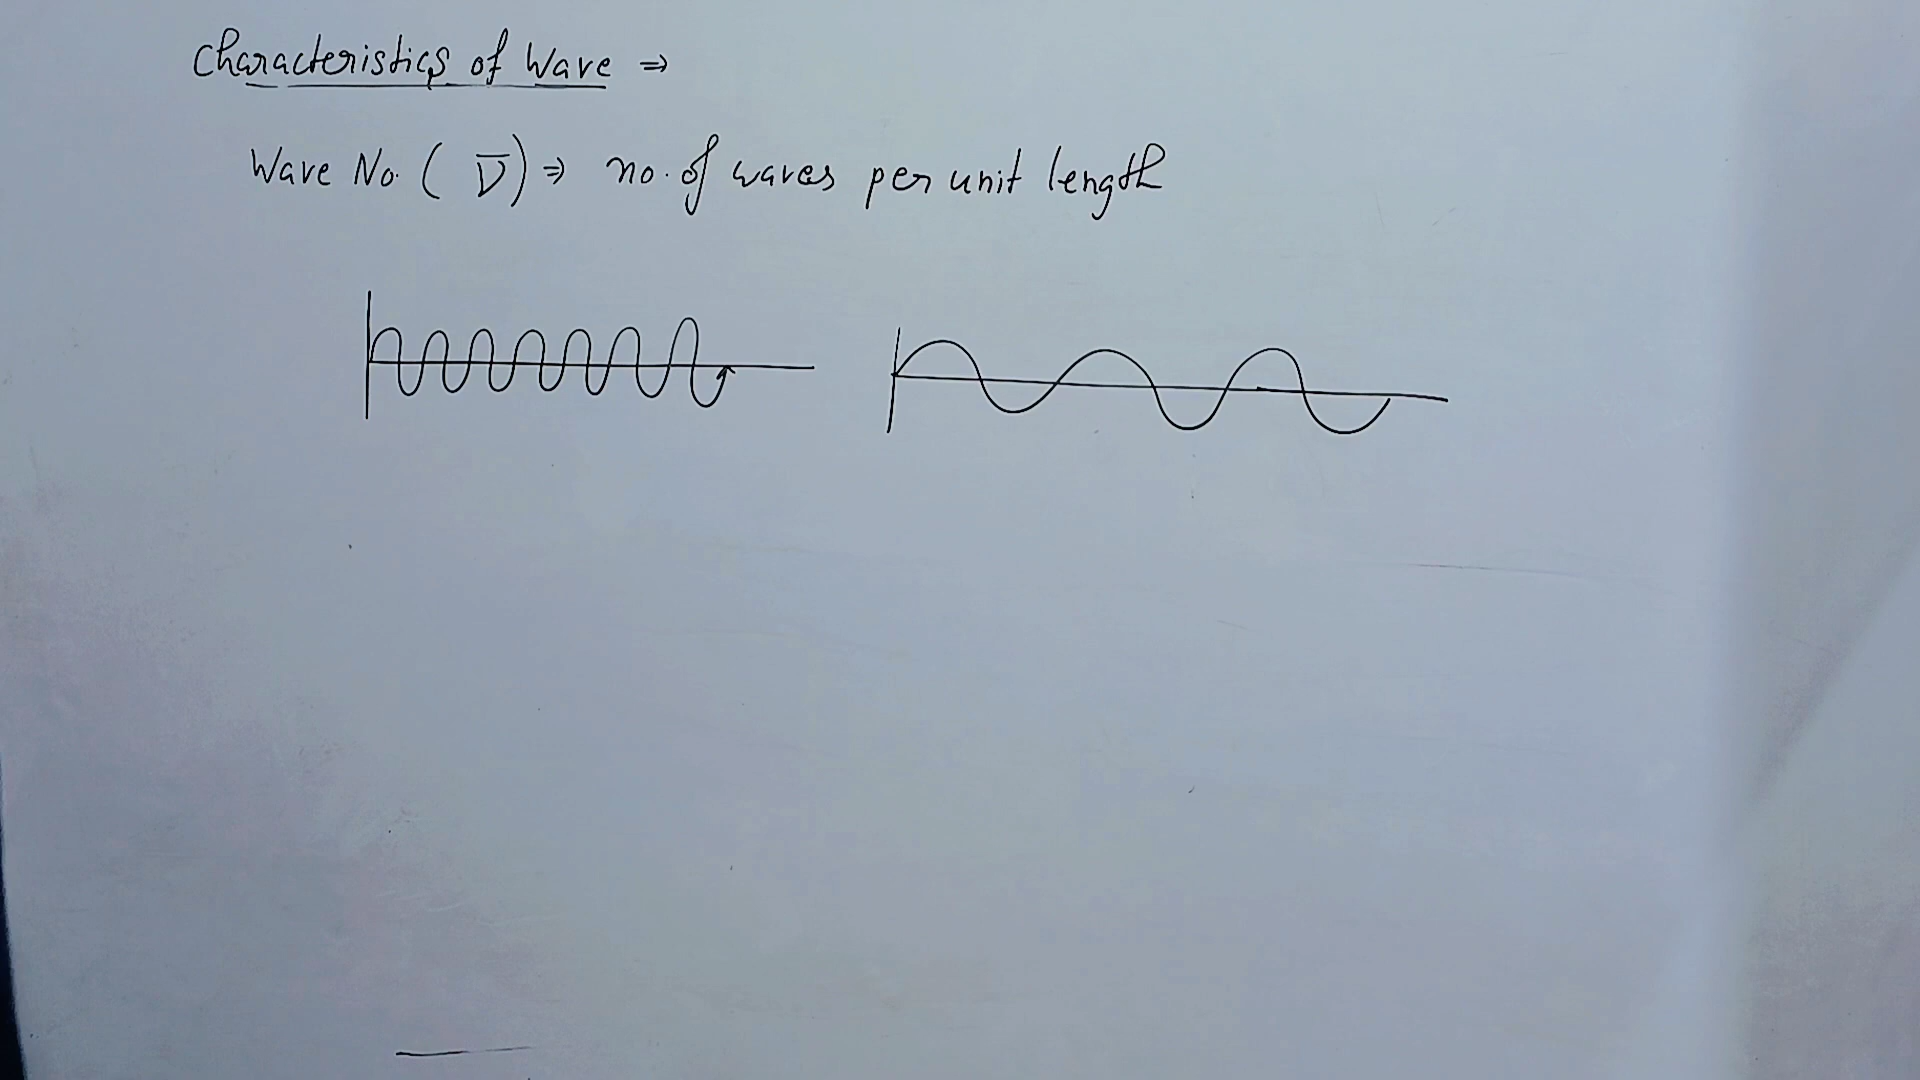 Characteristics of Wave ⇒
Wave No. ( ν̅ ) ⇒ no. of waves per unit length